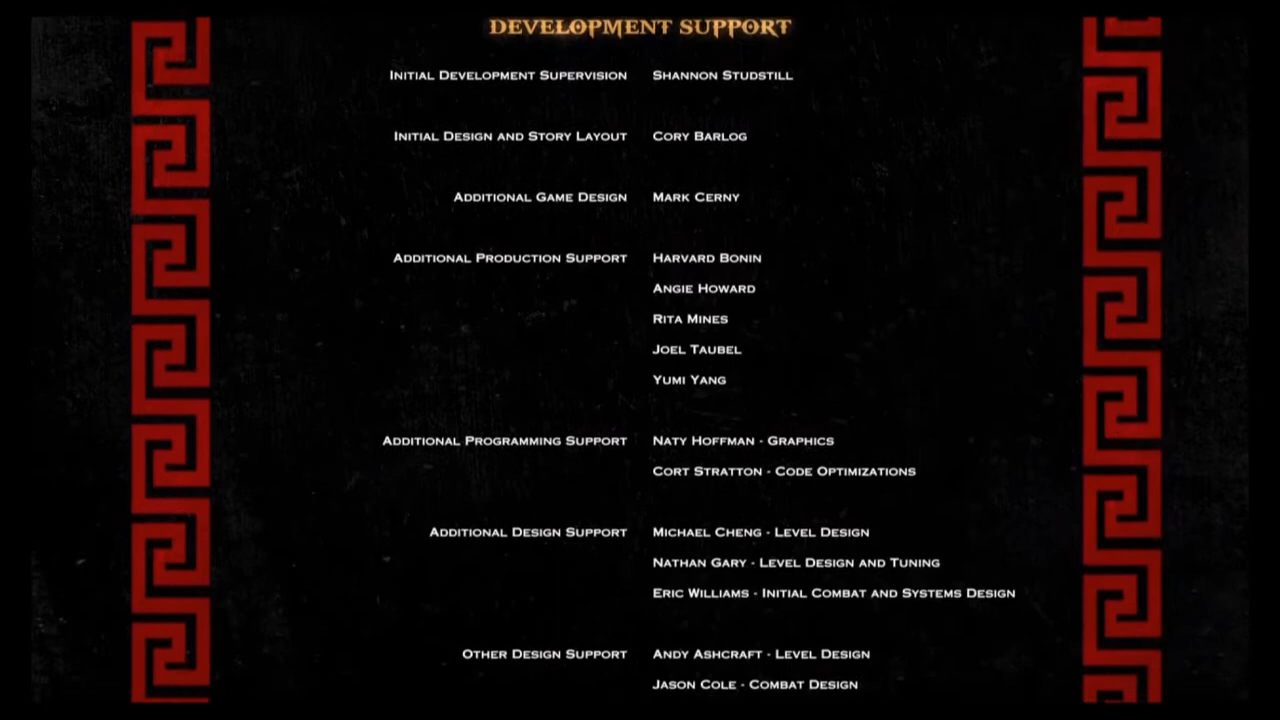 DEVELOPMENT SUPPORT
INITIAL DEVELOPMENT SUPERVISION SHANNON STUDSTILL
INITIAL DESIGN AND STORY LAYOUT CORY BARLOG
ADDITIONAL GAME DESIGN MARK CERNY
ADDITIONAL PRODUCTION SUPPORT HARVARD BONIN
ANGIE HOWARD
RITA MINES
JOEL TAUBEL
YUMI YANG
ADDITIONAL PROGRAMMING SUPPORT NATY HOFFMAN - GRAPHICS
CORT STRATTON - CODE OPTIMIZATIONS
ADDITIONAL DESIGN SUPPORT MICHAEL CHENG - LEVEL DESIGN
NATHAN GARY - LEVEL DESIGN AND TUNING
ERIC WILLIAMS - INITIAL COMBAT AND SYSTEMS DESIGN
OTHER DESIGN SUPPORT ANDY ASHCRAFT - LEVEL DESIGN
JASON COLE - COMBAT DESIGN